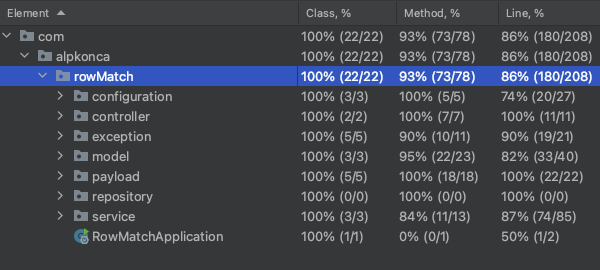 Element Class, % Method, % Line, %
com 100% (22/22) 93% (73/78) 86% (180/208)
alpkonca 100% (22/22) 93% (73/78) 86% (180/208)
rowMatch 100% (22/22) 93% (73/78) 86% (180/208)
configuration 100% (3/3) 100% (5/5) 74% (20/27)
controller 100% (2/2) 100% (7/7) 100% (11/11)
exception 100% (5/5) 90% (10/11) 90% (19/21)
model 100% (3/3) 95% (22/23) 82% (33/40)
payload 100% (5/5) 100% (18/18) 100% (22/22)
repository 100% (0/0) 100% (0/0) 100% (0/0)
service 100% (3/3) 84% (11/13) 87% (74/85)
RowMatchApplication 100% (1/1) 0% (0/1) 50% (1/2)